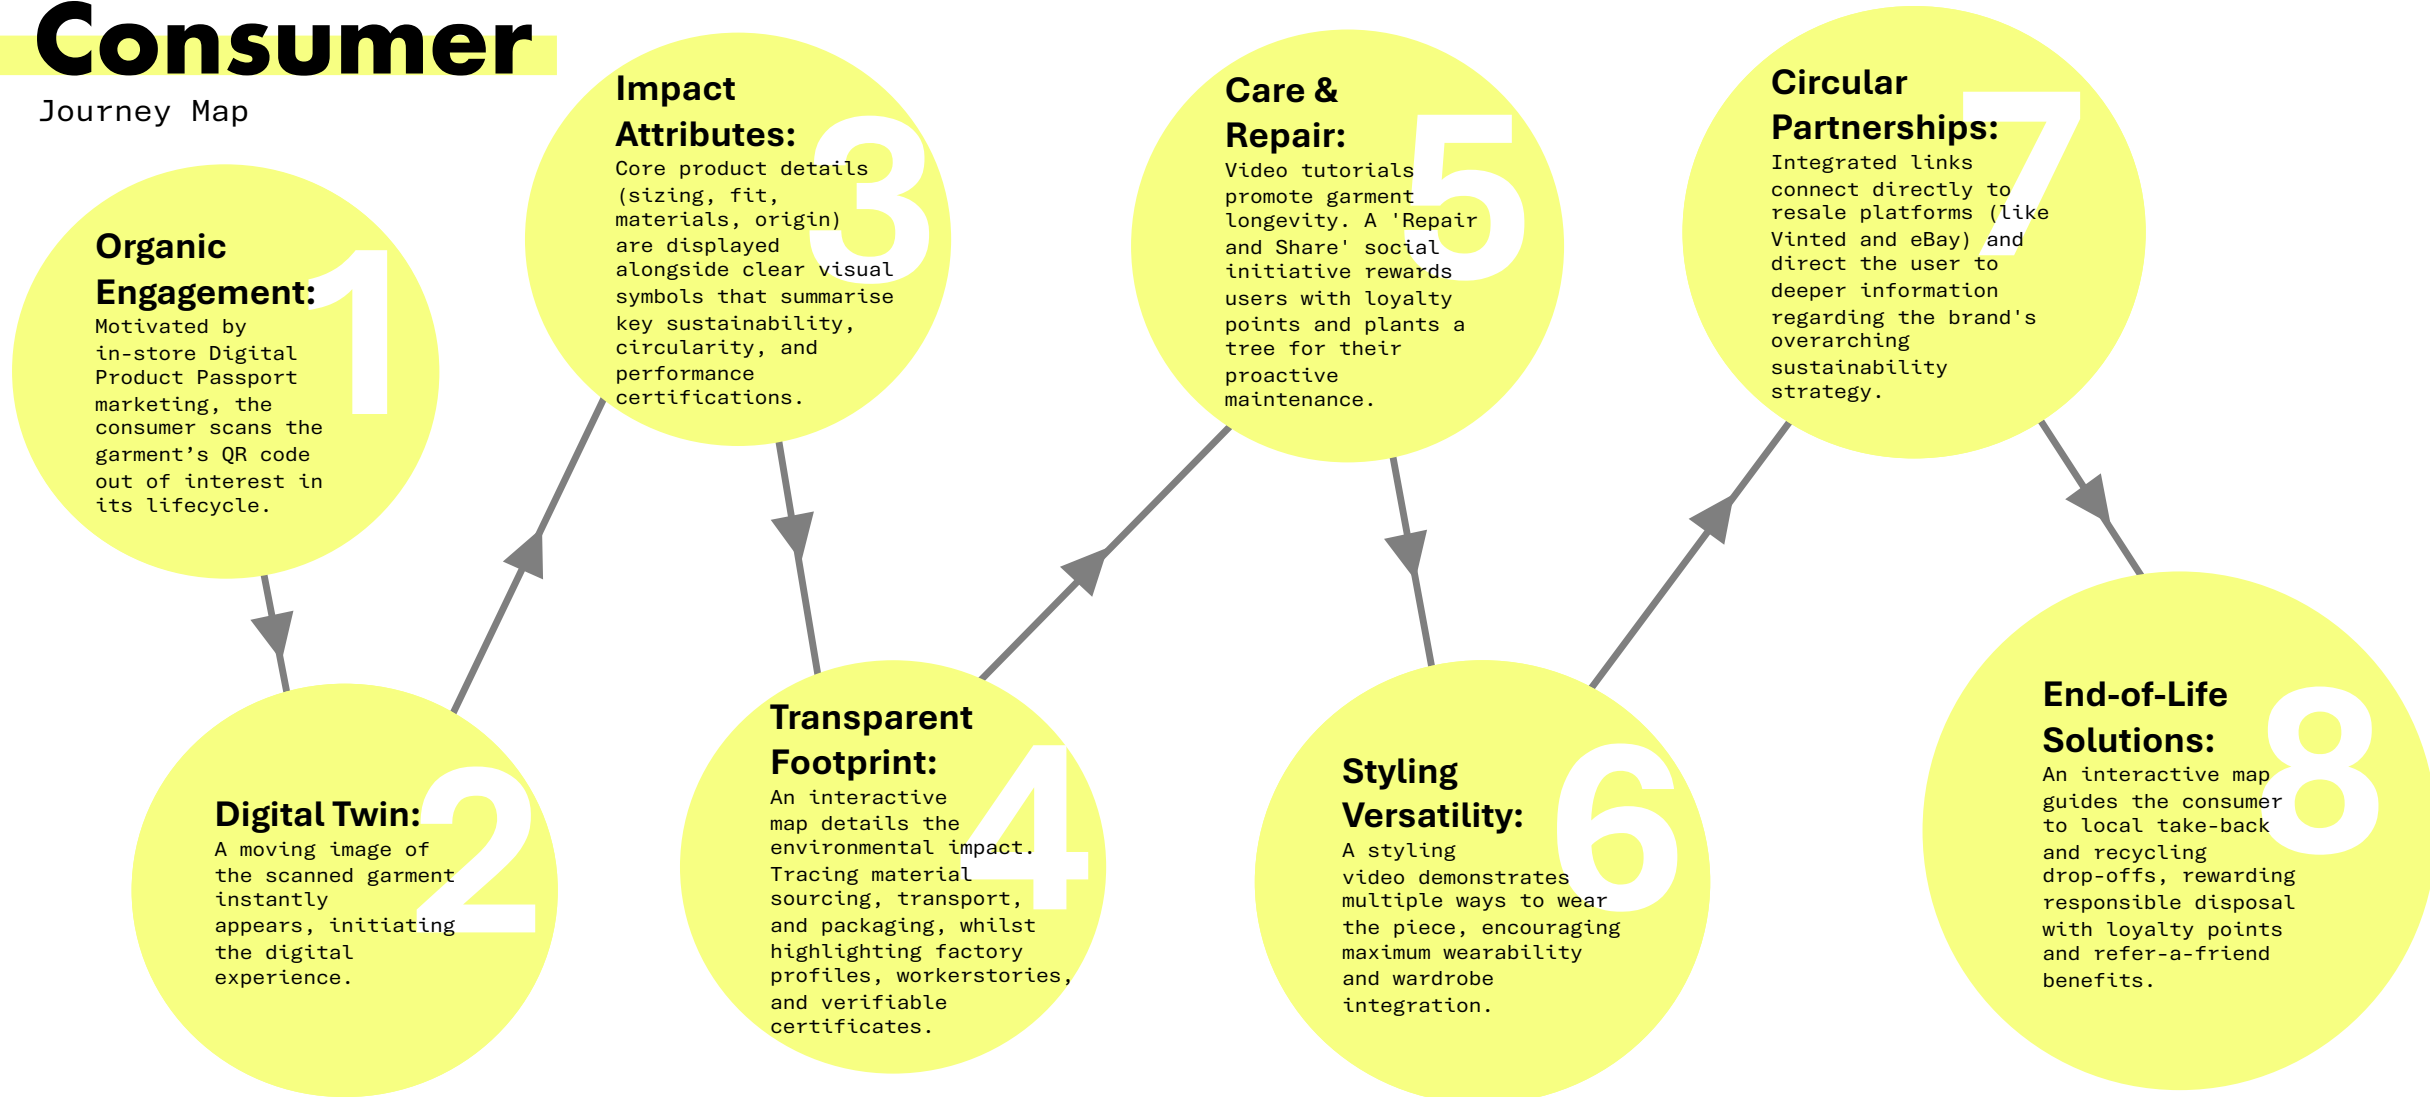 Consumer
Journey Map
1
Organic
Engagement:
Motivated by
in-store Digital
Product Passport
marketing, the
consumer scans the
garment’s QR code
out of interest in
its lifecycle.
2
Digital Twin:
A moving image of
the scanned garment
instantly
appears, initiating
the digital
experience.
3
Impact
Attributes:
Core product details
(sizing, fit,
materials, origin)
are displayed
alongside clear visual
symbols that summarise
key sustainability,
circularity, and
performance
certifications.
4
Transparent
Footprint:
An interactive
map details the
environmental impact.
Tracing material
sourcing, transport,
and packaging, whilst
highlighting factory
profiles, workerstories,
and verifiable
certificates.
5
Care &
Repair:
Video tutorials
promote garment
longevity. A 'Repair
and Share' social
initiative rewards
users with loyalty
points and plants a
tree for their
proactive
maintenance.
6
Styling
Versatility:
A styling
video demonstrates
multiple ways to wear
the piece, encouraging
maximum wearability
and wardrobe
integration.
7
Circular
Partnerships:
Integrated links
connect directly to
resale platforms (like
Vinted and eBay) and
direct the user to
deeper information
regarding the brand's
overarching
sustainability
strategy.
8
End-of-Life
Solutions:
An interactive map
guides the consumer
to local take-back
and recycling
drop-offs, rewarding
responsible disposal
with loyalty points
and refer-a-friend
benefits.